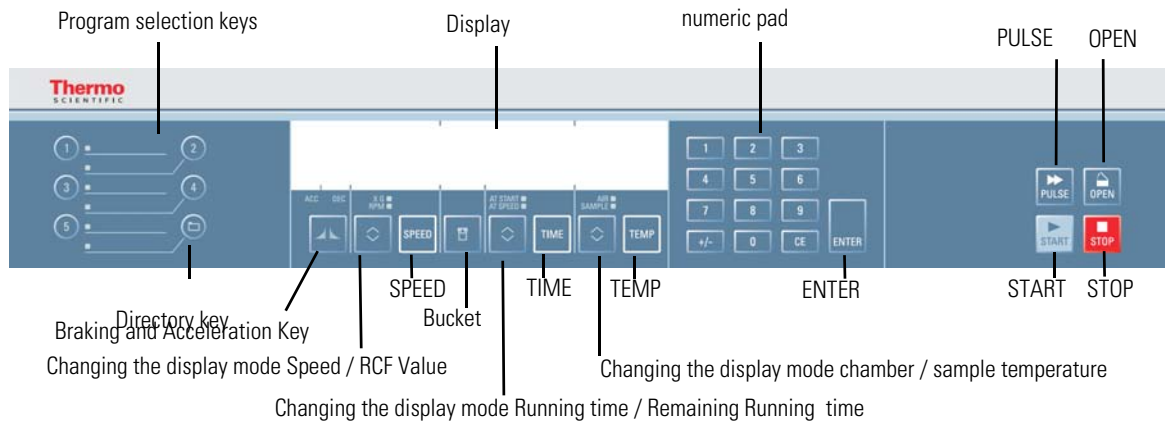 Program selection keys
Display
numeric pad
PULSE OPEN
Thermo
SCIENTIFIC
1 2
3 4
5
ACC DEC
X G
RPM
AT START
AT SPEED
AIR
SAMPLE
SPEED TIME TEMP
1 2 3
4 5 6
7 8 9
+/- 0 CE ENTER
PULSE OPEN
START STOP
SPEED TIME TEMP ENTER START STOP
Directory key
Bucket
Braking and Acceleration Key
Changing the display mode Speed / RCF Value
Changing the display mode chamber / sample temperature
Changing the display mode Running time / Remaining Running time